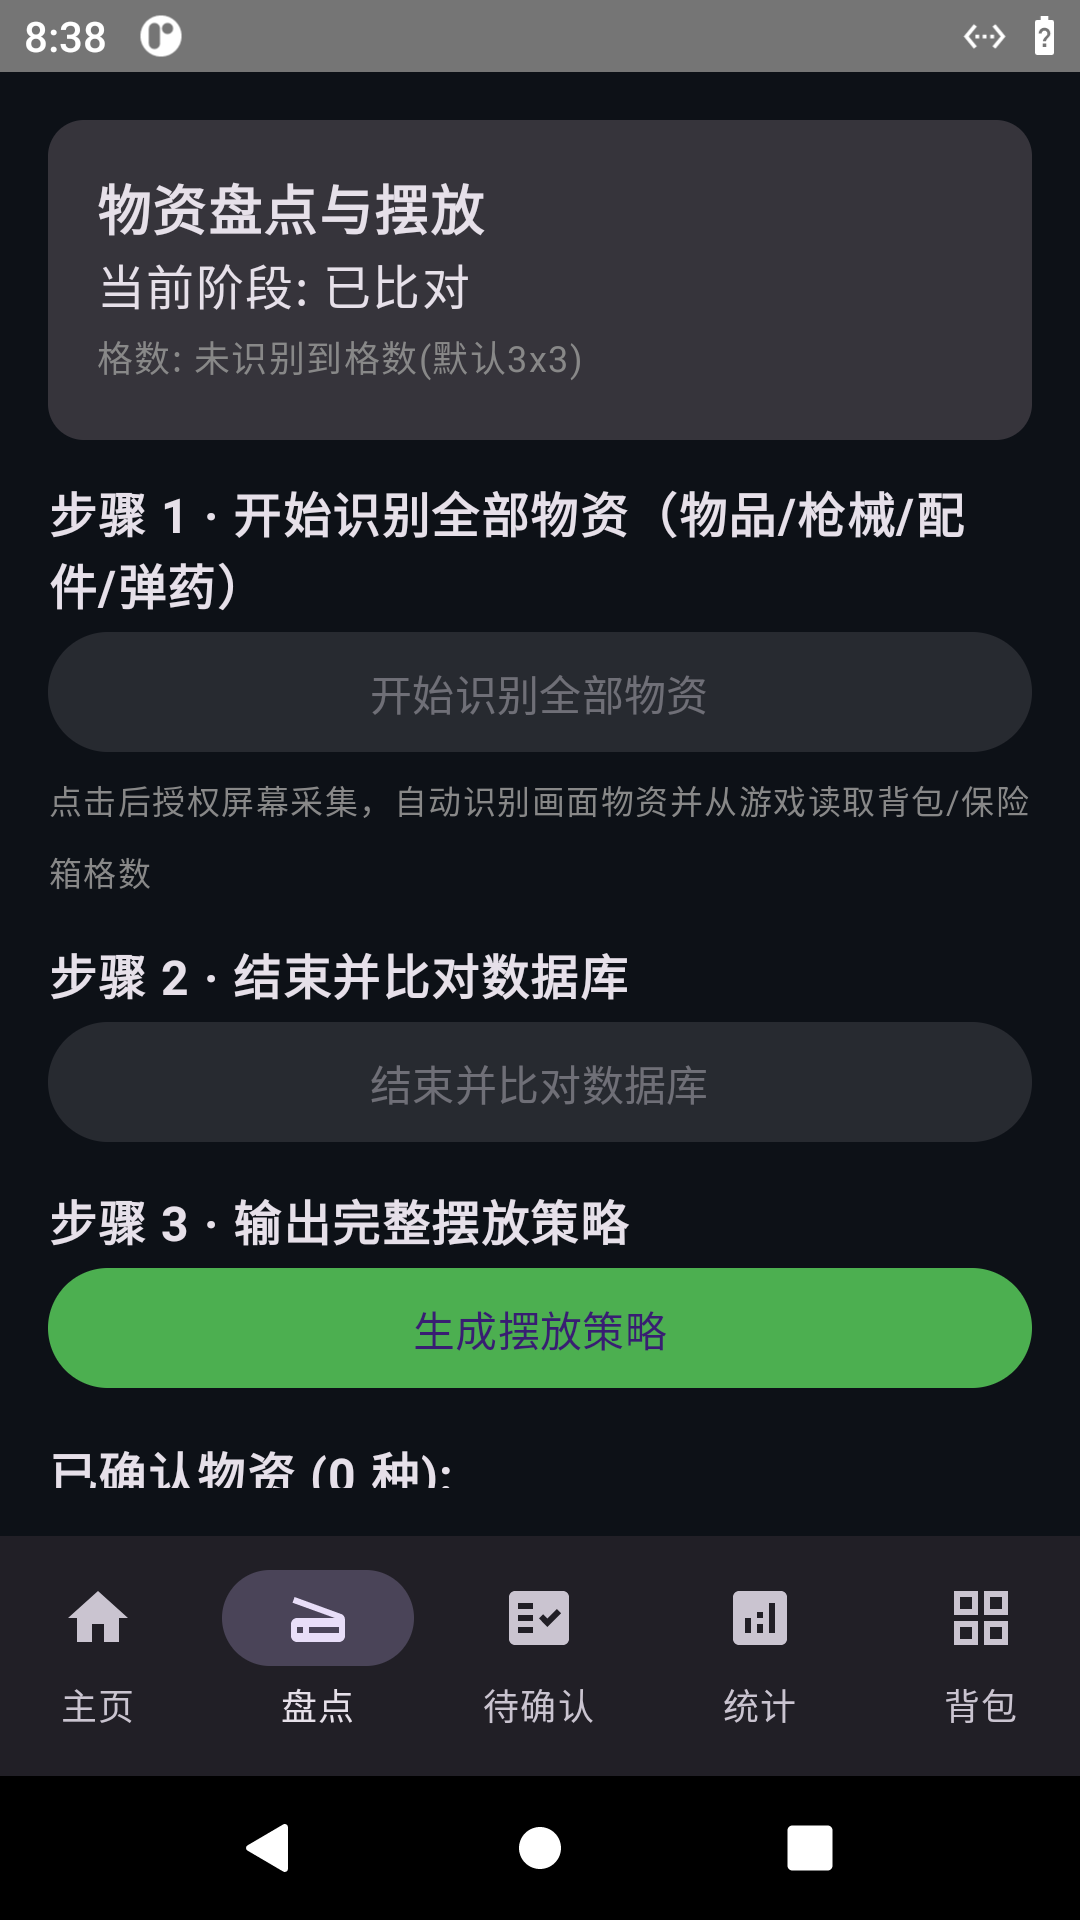 8:38
物资盘点与摆放
当前阶段: 已比对
格数: 未识别到格数(默认3x3)
步骤 1 · 开始识别全部物资（物品/枪械/配
件/弹药）
开始识别全部物资
点击后授权屏幕采集，自动识别画面物资并从游戏读取背包/保险
箱格数
步骤 2 · 结束并比对数据库
结束并比对数据库
步骤 3 · 输出完整摆放策略
生成摆放策略
已确认物资 (0 种):
主页
盘点
待确认
统计
背包